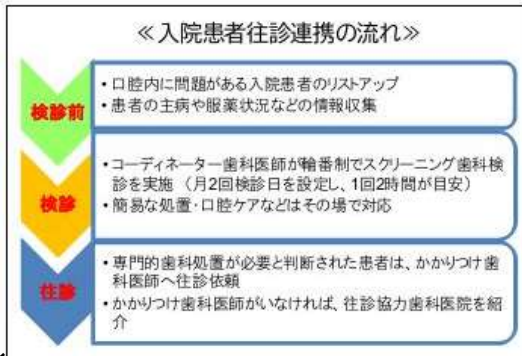 ≪入院患者往診連携の流れ≫
検診前
・口腔内に問題がある入院患者のリストアップ
・患者の主病や服薬状況などの情報収集
検診
・コーディネーター歯科医師が輪番制でスクリーニング歯科検
診を実施 （月2回検診日を設定し、1回2時間が目安）
・簡易な処置・口腔ケアなどはその場で対応
往診
・専門的歯科処置が必要と判断された患者は、かかりつけ歯
科医師へ往診依頼
・かかりつけ歯科医師がいなければ、往診協力歯科医院を紹
介